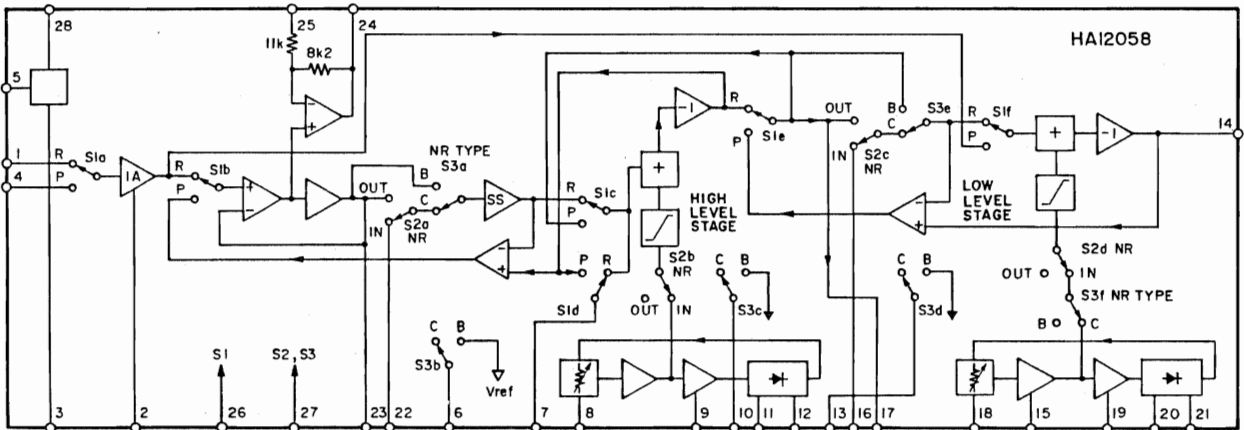 28
25
24
HA12058
11k
8k2
5
–
+
1
R
S1a
4
P
IA
R
S1b
P
+
–
NR TYPE
S3a
B
OUT
C
IN
S2a
NR
SS
R
S1c
P
–
+
P
R
S1d
+
–1
R
S1e
P
HIGH
LEVEL
STAGE
S2b
NR
OUT
IN
C
B
S3c
OUT
IN
B
C
S3e
S2c
NR
R
S1f
P
+
–1
14
LOW
LEVEL
STAGE
–
+
S2d
NR
OUT
IN
S3f NR TYPE
B
C
C
B
S3d
S1
S2, S3
C
B
S3b
Vref
3
2
26
27
23
22
6
7
8
9
10
11
12
13
16
17
18
15
19
20
21